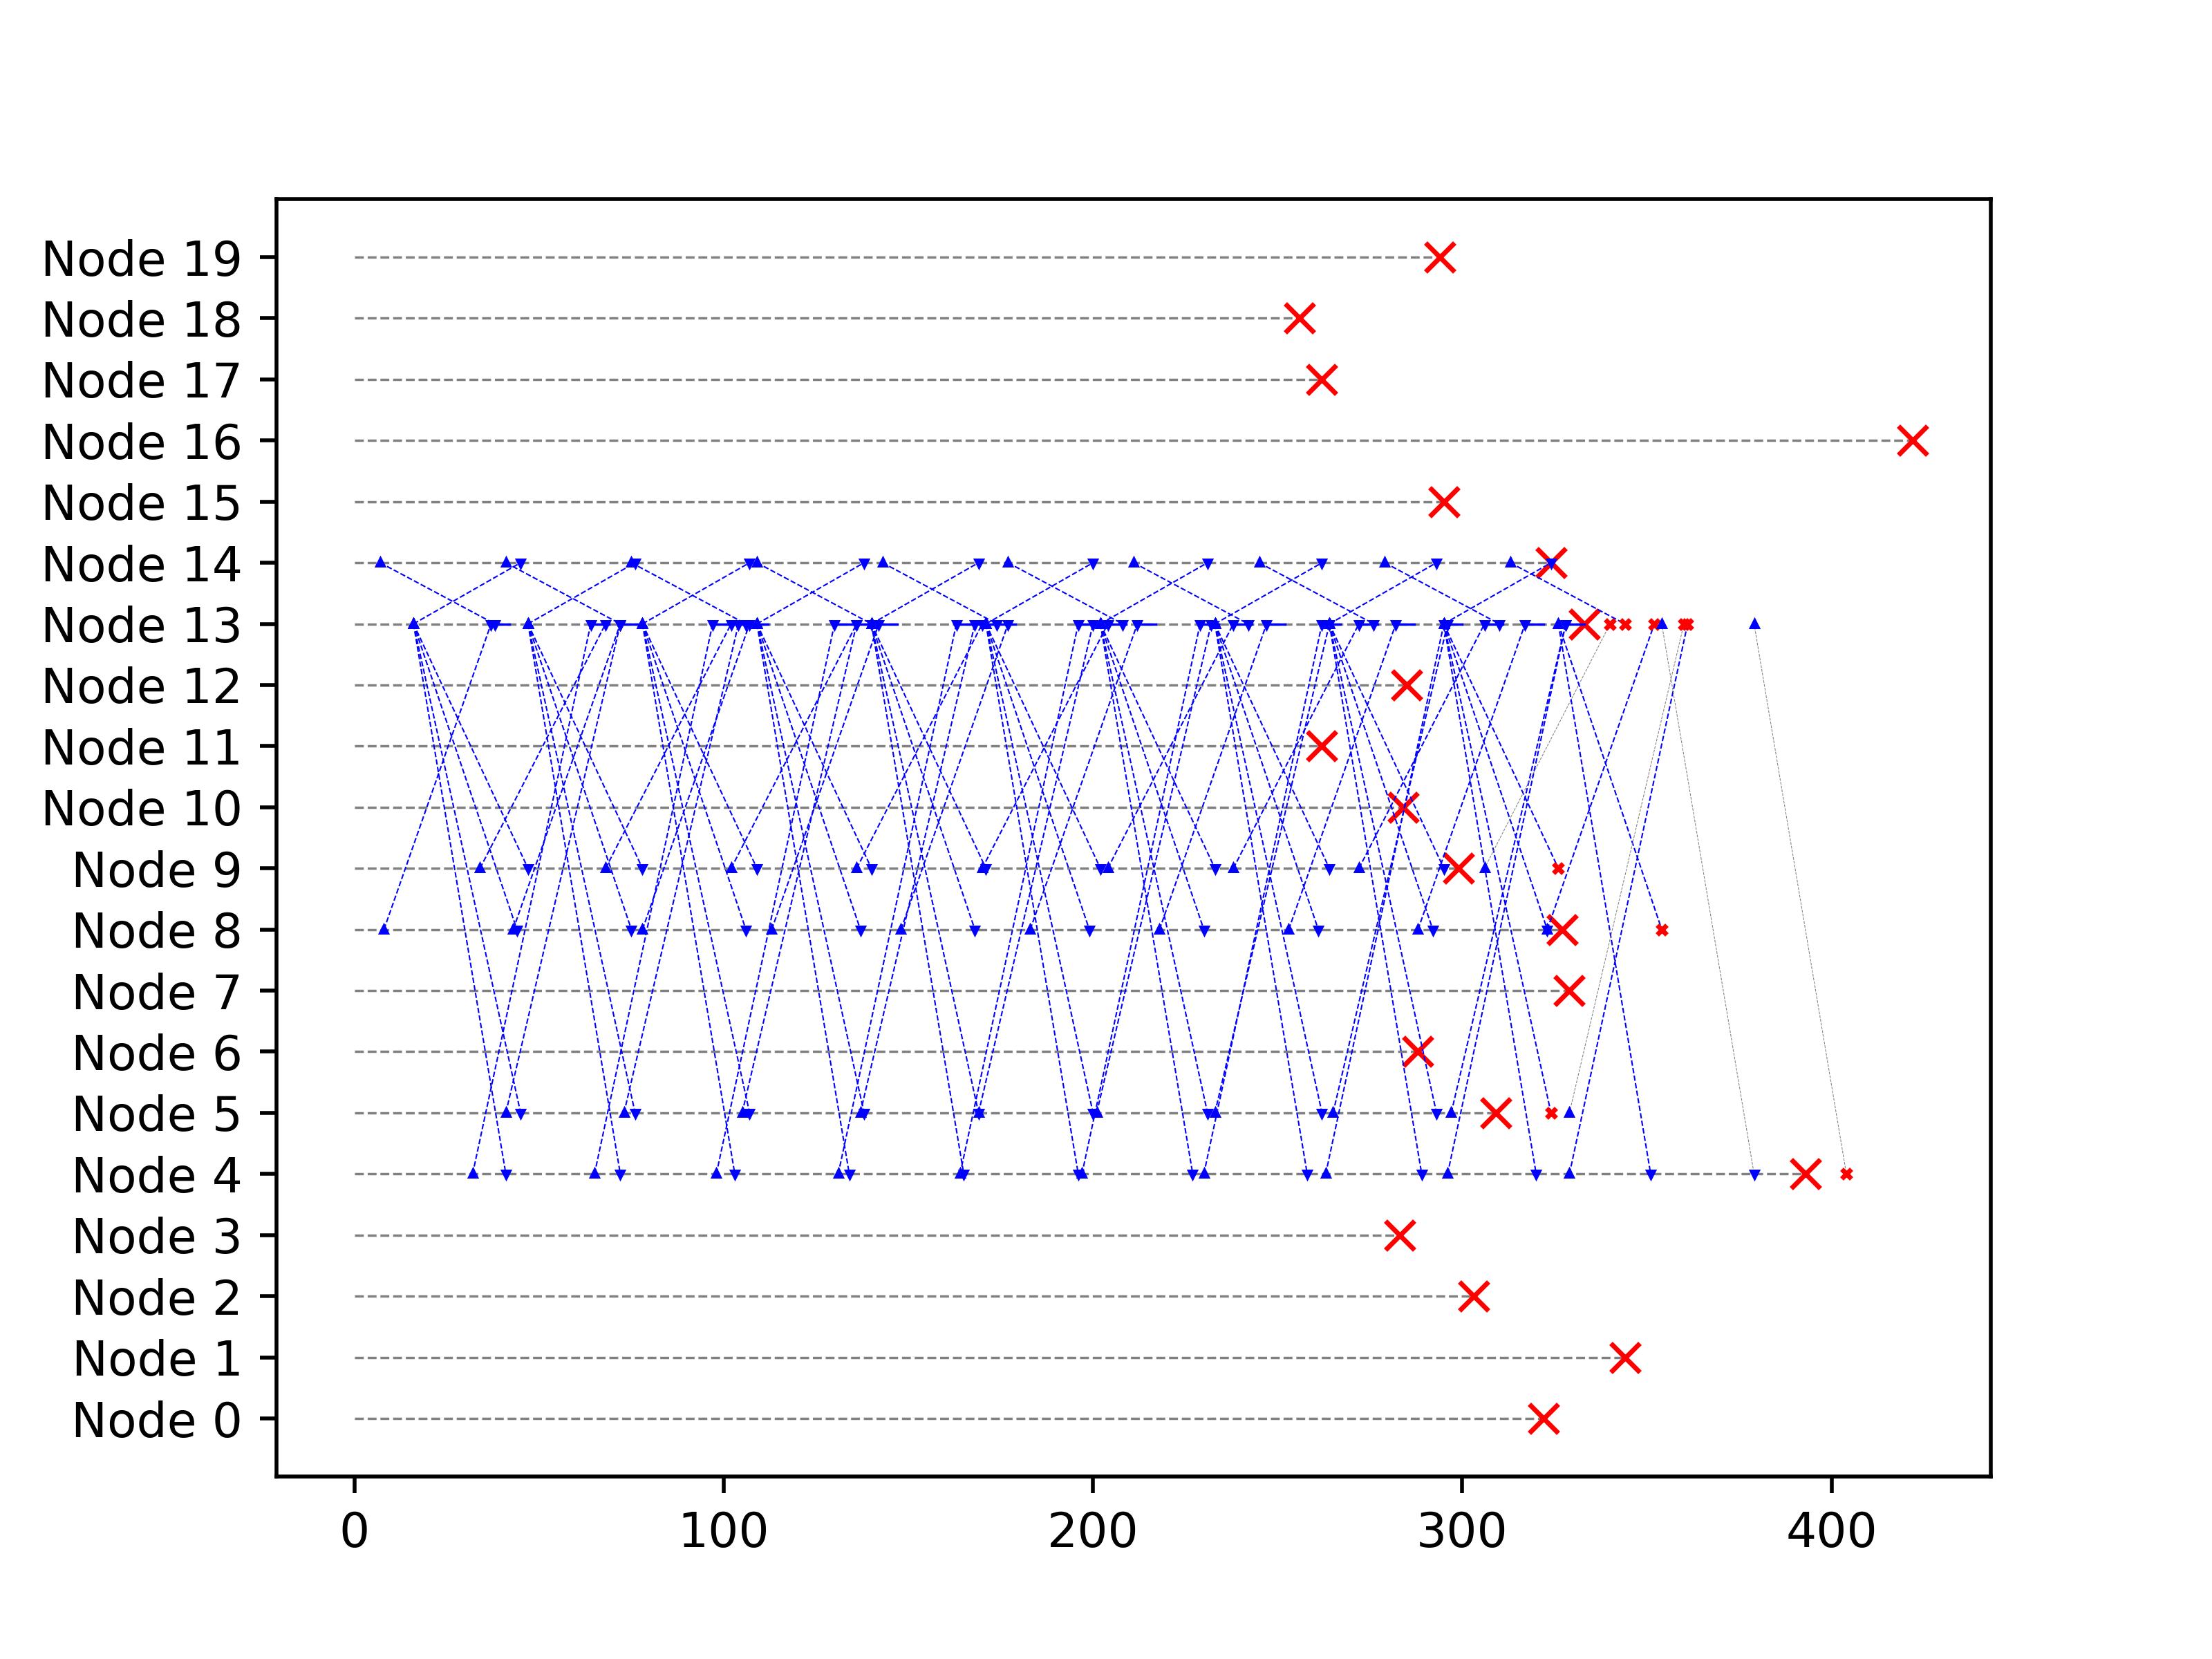 Node 19
Node 18
Node 17
Node 16
Node 15
Node 14
Node 13
Node 12
Node 11
Node 10
Node 9
Node 8
Node 7
Node 6
Node 5
Node 4
Node 3
Node 2
Node 1
Node 0
0 100 200 300 400